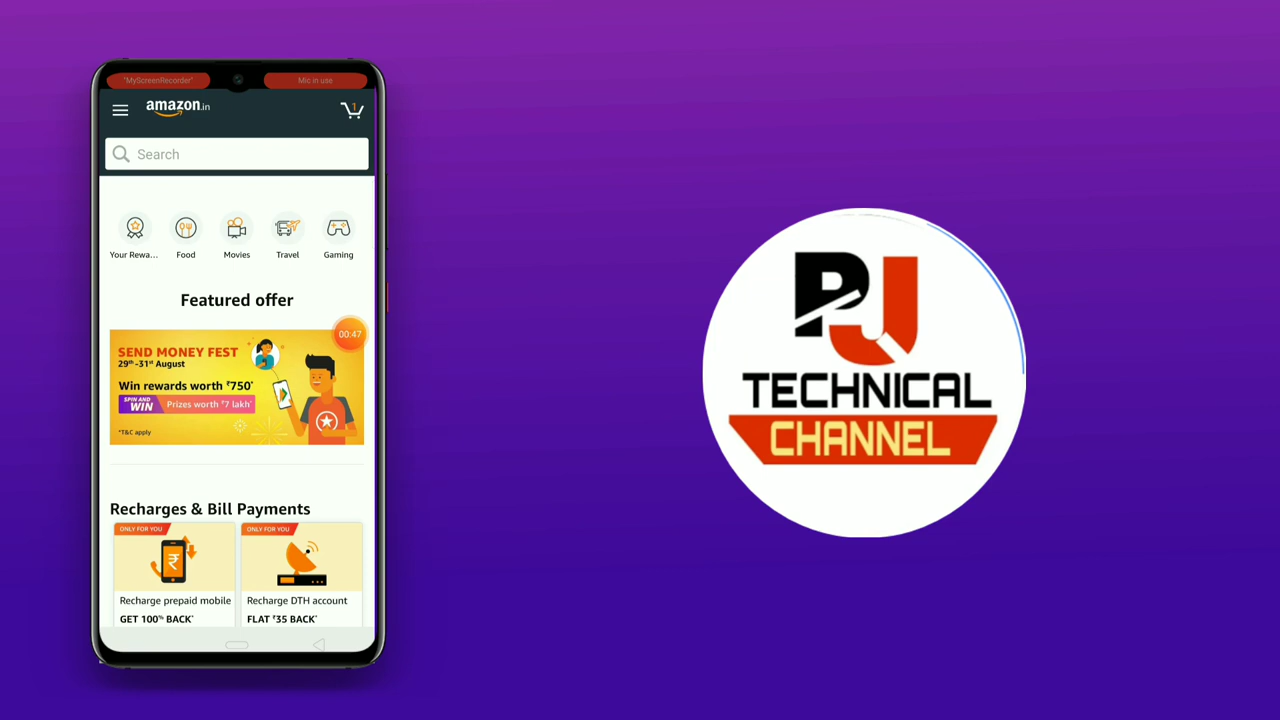 "MyScreenRecorder"
Mic in use
amazon.in
1
Search
Your Rewa...
Food
Movies
Travel
Gaming
Featured offer
00:47
SEND MONEY FEST
29th-31st August
Win rewards worth ₹750*
SPIN AND WIN
Prizes worth ₹7 lakh*
*T&C apply
Recharges & Bill Payments
ONLY FOR YOU
ONLY FOR YOU
₹
Recharge prepaid mobile
Recharge DTH account
GET 100% BACK*
FLAT ₹35 BACK*
PJ
TECHNICAL
CHANNEL